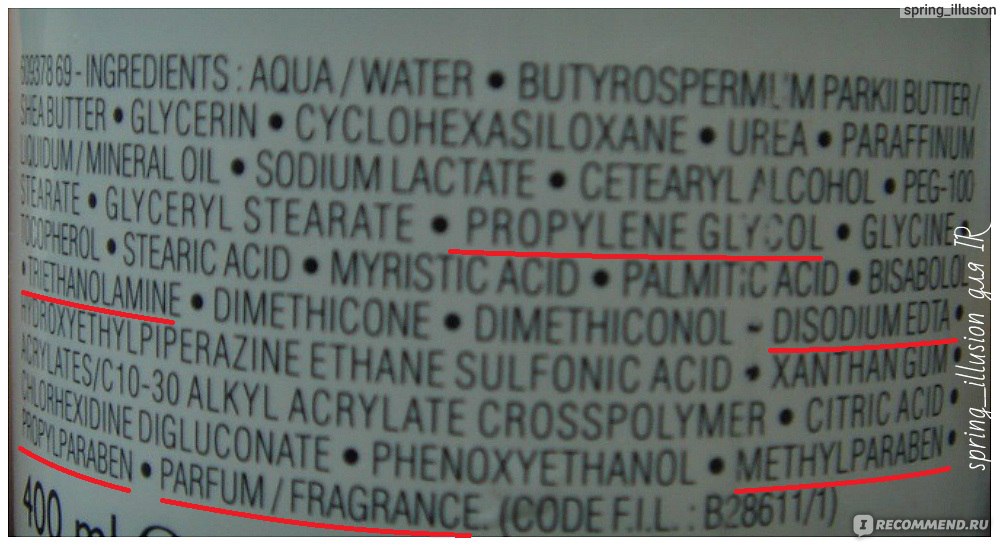 spring_illusion
609378 69 - INGREDIENTS : AQUA / WATER • BUTYROSPERMUM PARKII BUTTER /
SHEA BUTTER • GLYCERIN • CYCLOHEXASILOXANE • UREA • PARAFFINUM
LIQUIDUM / MINERAL OIL • SODIUM LACTATE • CETEARYL ALCOHOL • PEG-100
STEARATE • GLYCERYL STEARATE • PROPYLENE GLYCOL • GLYCINE •
TOCOPHEROL • STEARIC ACID • MYRISTIC ACID • PALMITIC ACID • BISABOLOL
• TRIETHANOLAMINE • DIMETHICONE • DIMETHICONOL - DISODIUM EDTA •
HYDROXYETHYLPIPERAZINE ETHANE SULFONIC ACID • XANTHAN GUM •
ACRYLATES/C10-30 ALKYL ACRYLATE CROSSPOLYMER • CITRIC ACID •
CHLORHEXIDINE DIGLUCONATE • PHENOXYETHANOL • METHYLPARABEN •
PROPYLPARABEN • PARFUM / FRAGRANCE. (CODE F.I.L. : B28611/1)
400 ml
spring_illusion для IR
I RECOMMEND.RU